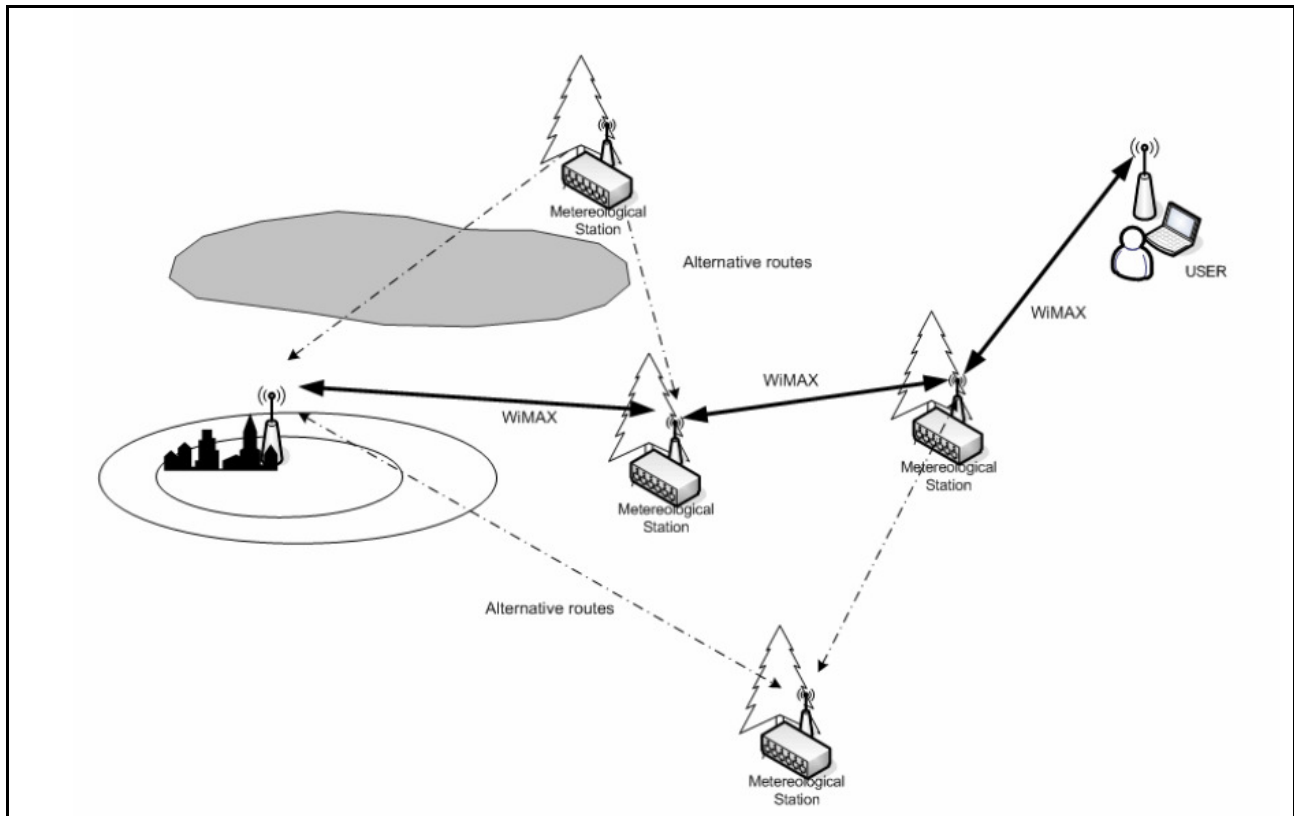 Metereological
Station
Alternative routes
USER
WiMAX
WiMAX
WiMAX
Metereological
Station
Metereological
Station
Alternative routes
Metereological
Station